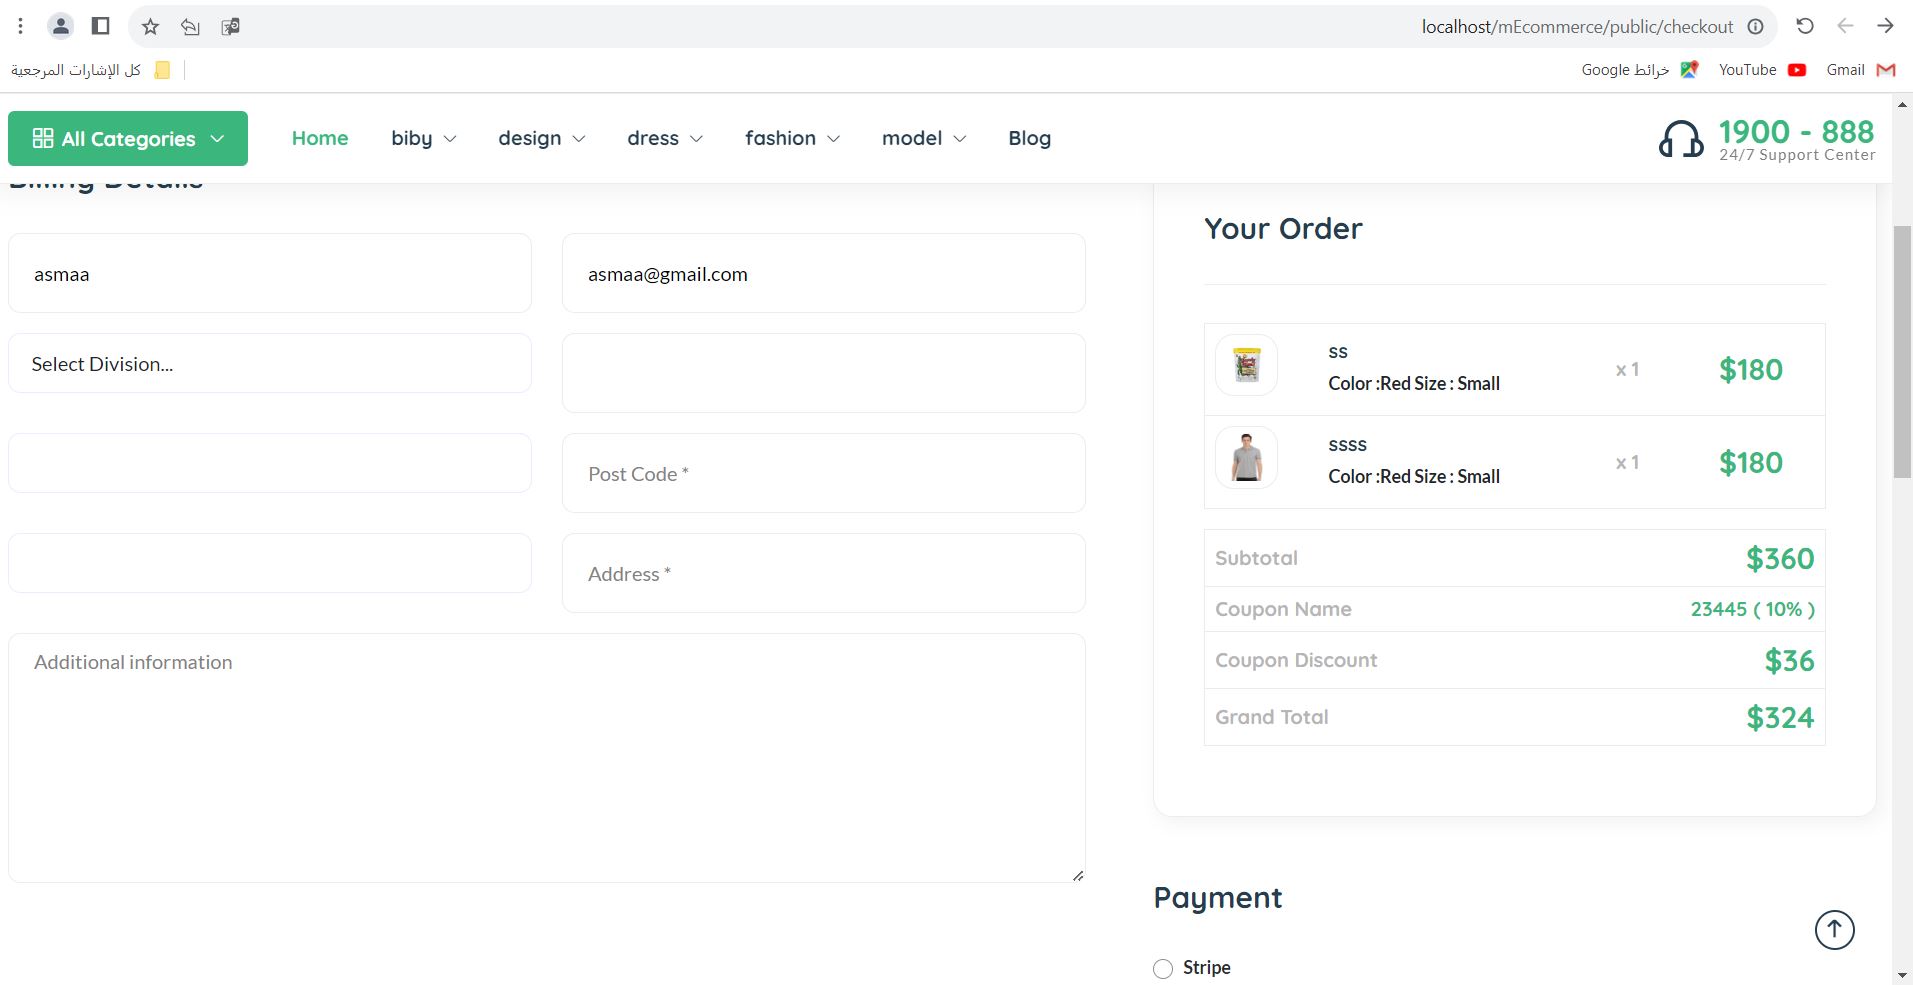 localhost/mEcommerce/public/checkout
كل الإشارات المرجعية
خرائط Google
YouTube
Gmail
All Categories
Home
biby
design
dress
fashion
model
Blog
1900 - 888
24/7 Support Center
Billing Details
asmaa
asmaa@gmail.com
Select Division...
Post Code *
Address *
Additional information
Your Order
ss
Color :Red Size : Small
x 1
$180
ssss
Color :Red Size : Small
x 1
$180
Subtotal
$360
Coupon Name
23445 ( 10% )
Coupon Discount
$36
Grand Total
$324
Payment
Stripe